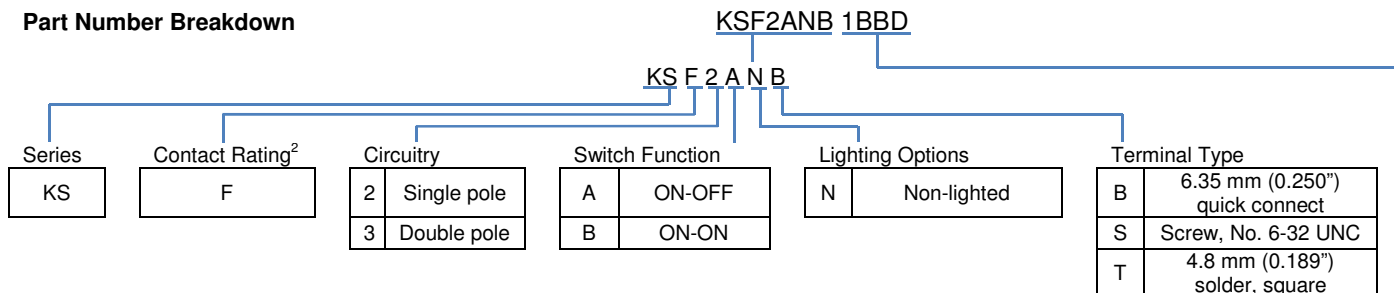 Part Number Breakdown
KSF2ANB 1BBD
KS F 2 A N B
Series
KS
Contact Rating2
F
Circuitry
2 Single pole
3 Double pole
Switch Function
A ON-OFF
B ON-ON
Lighting Options
N Non-lighted
Terminal Type
B 6.35 mm (0.250")
quick connect
S Screw, No. 6-32 UNC
T 4.8 mm (0.189")
solder, square